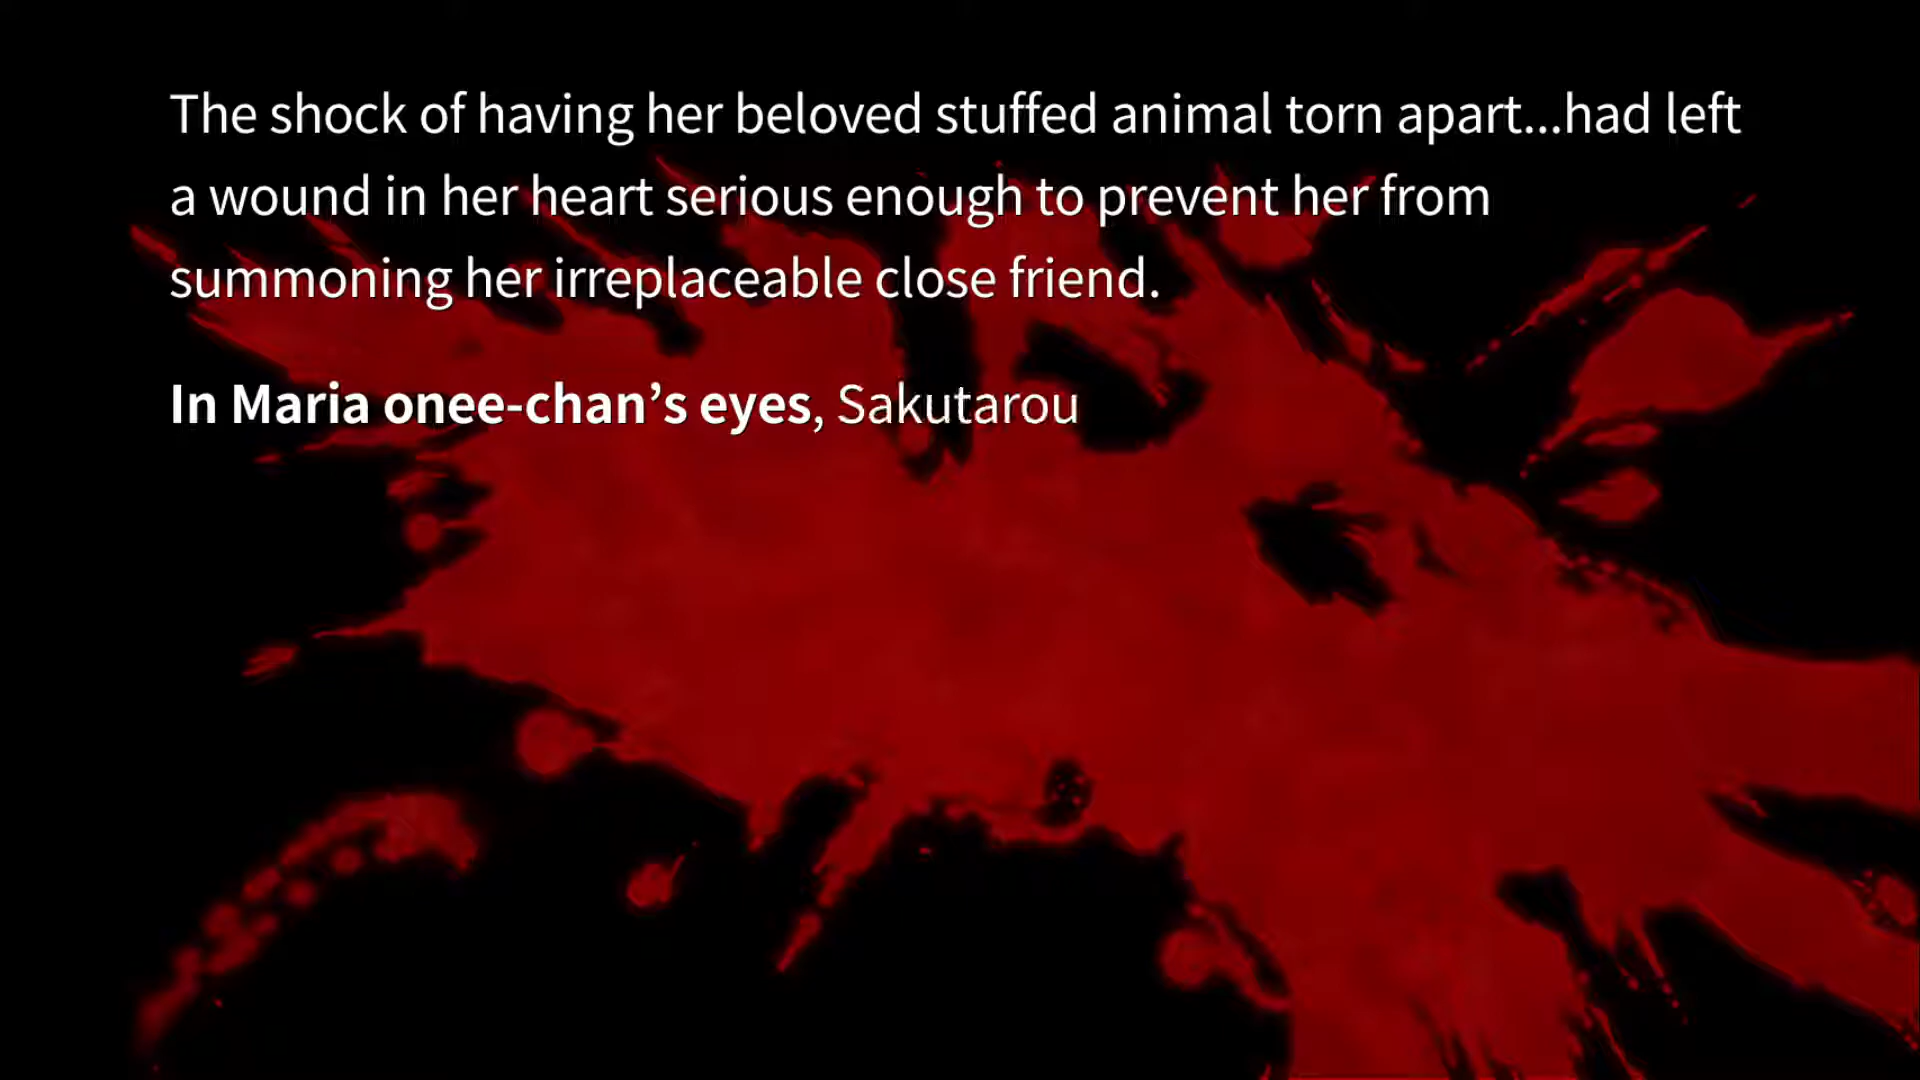 The shock of having her beloved stuffed animal torn apart...had left
a wound in her heart serious enough to prevent her from
summoning her irreplaceable close friend.
In Maria onee-chan’s eyes, Sakutarou